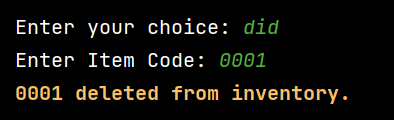 Enter your choice: did
Enter Item Code: 0001
0001 deleted from inventory.